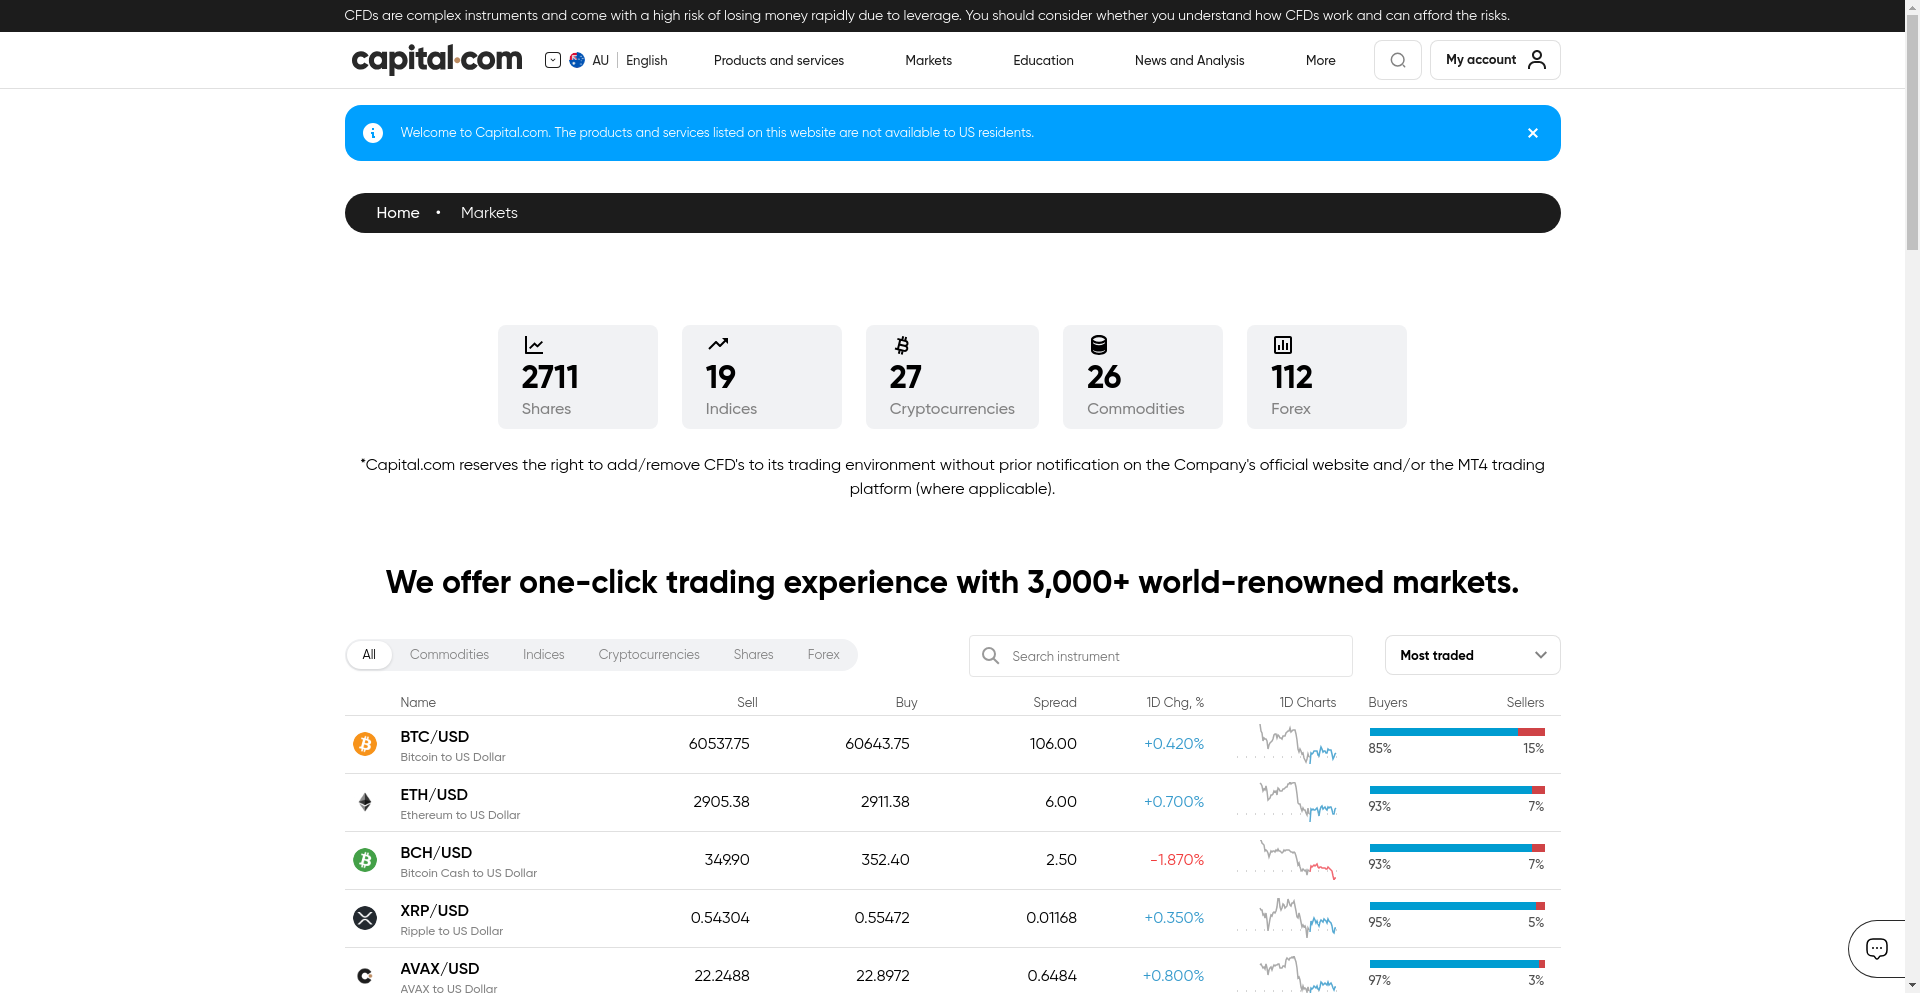 CFDs are complex instruments and come with a high risk of losing money rapidly due to leverage. You should consider whether you understand how CFDs work and can afford the risks.
capital.com AU English Products and services Markets Education News and Analysis More My account
Welcome to Capital.com. The products and services listed on this website are not available to US residents.
Home • Markets
2711 19 27 26 112
Shares Indices Cryptocurrencies Commodities Forex
*Capital.com reserves the right to add/remove CFD's to its trading environment without prior notification on the Company's official website and/or the MT4 trading
platform (where applicable).
We offer one-click trading experience with 3,000+ world-renowned markets.
All Commodities Indices Cryptocurrencies Shares Forex Search instrument Most traded
Name Sell Buy Spread 1D Chg, % 1D Charts Buyers Sellers
BTC/USD
Bitcoin to US Dollar
60537.75 60643.75 106.00 +0.420% 85% 15%
ETH/USD
Ethereum to US Dollar
2905.38 2911.38 6.00 +0.700% 93% 7%
BCH/USD
Bitcoin Cash to US Dollar
349.90 352.40 2.50 -1.870% 93% 7%
XRP/USD
Ripple to US Dollar
0.54304 0.55472 0.01168 +0.350% 95% 5%
AVAX/USD
AVAX to US Dollar
22.2488 22.8972 0.6484 +0.800% 97% 3%